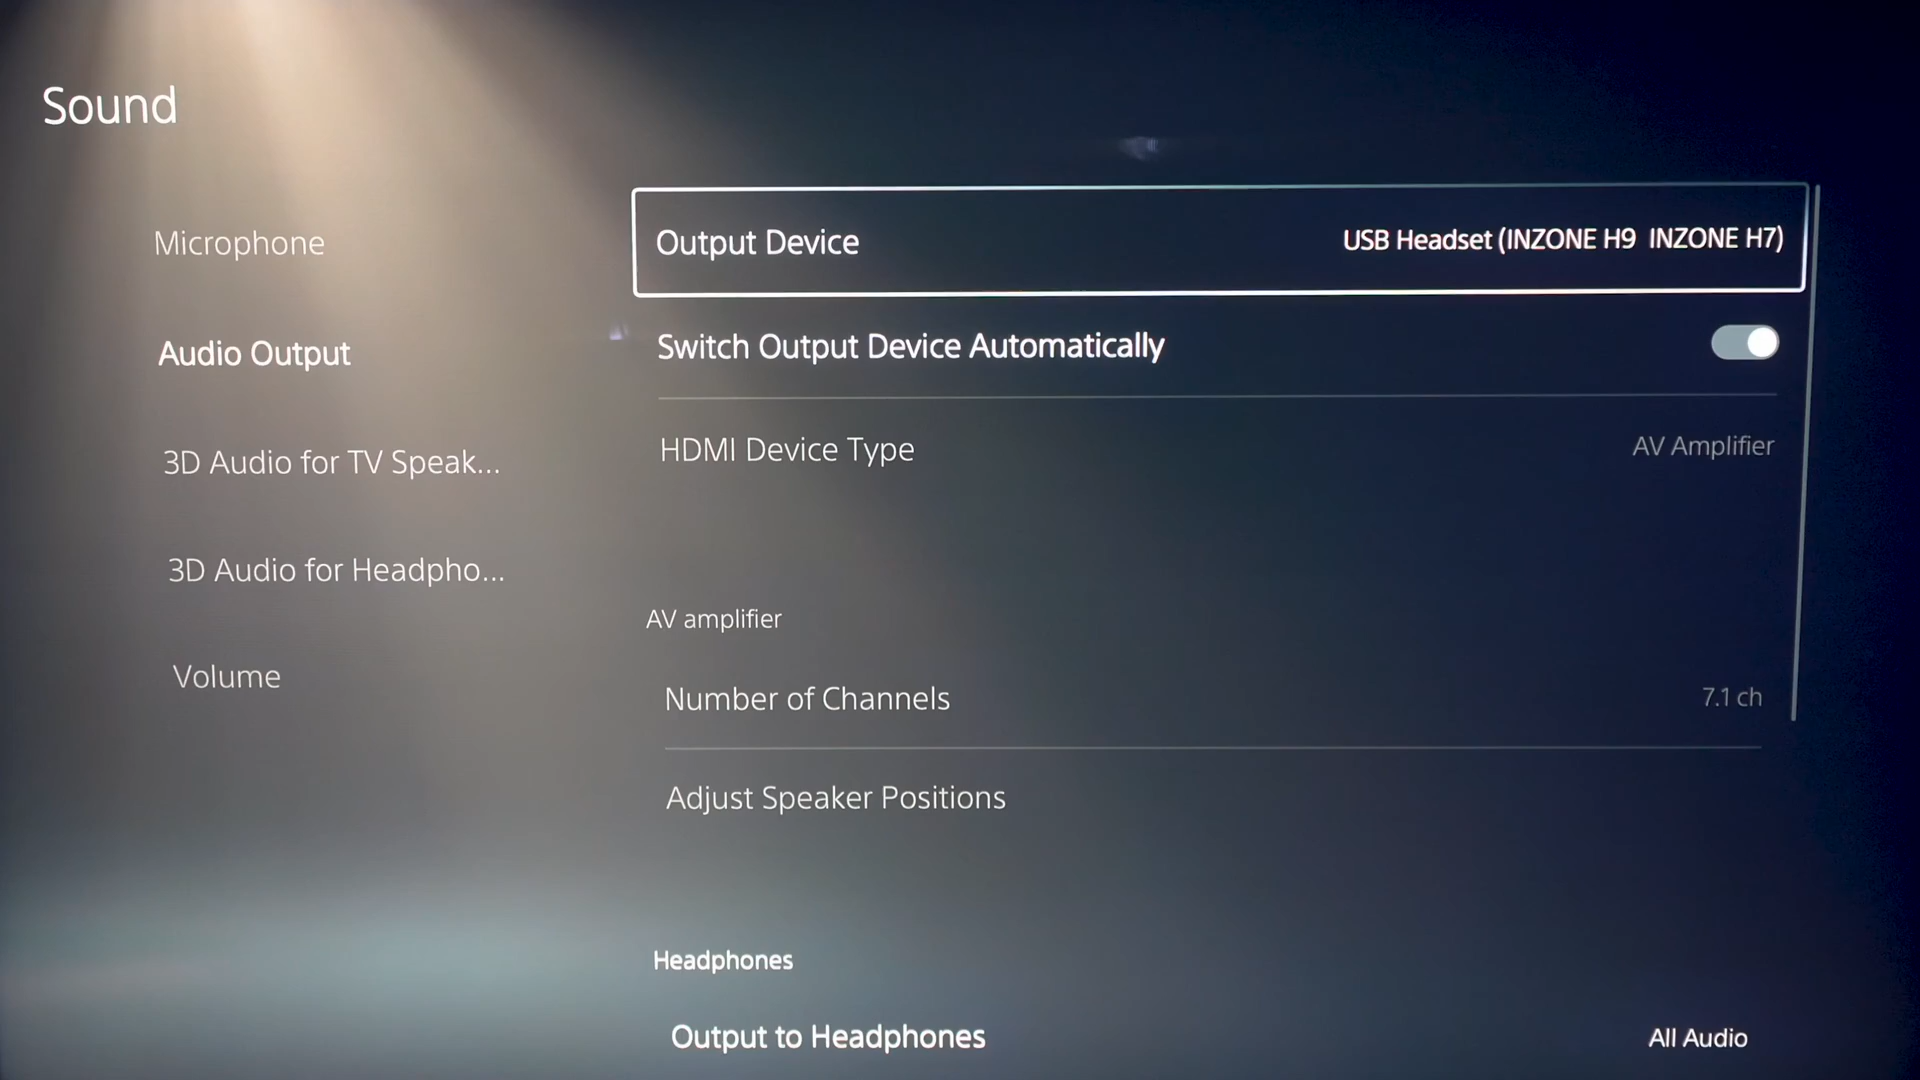 Sound
Microphone
Audio Output
3D Audio for TV Speak...
3D Audio for Headpho...
Volume
Output Device
USB Headset (INZONE H9 INZONE H7)
Switch Output Device Automatically
HDMI Device Type
AV Amplifier
AV amplifier
Number of Channels
7.1 ch
Adjust Speaker Positions
Headphones
Output to Headphones
All Audio